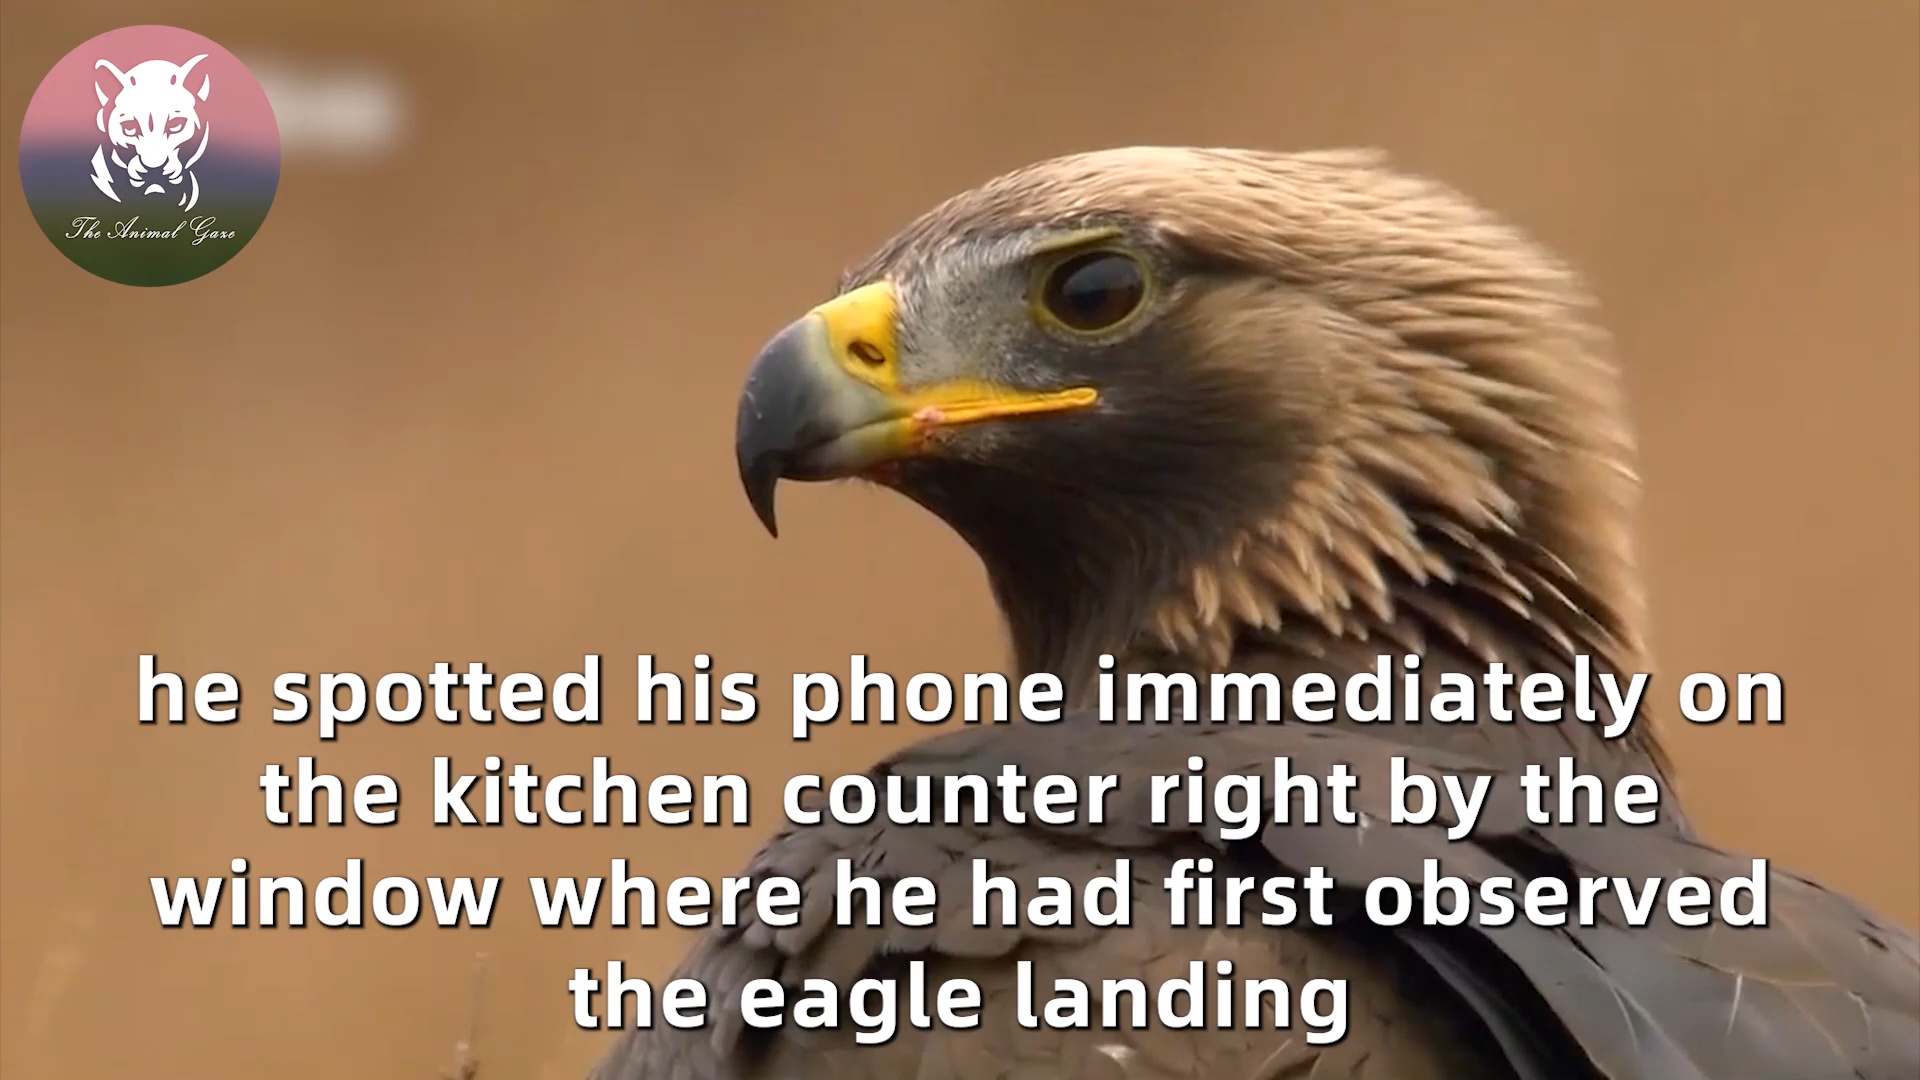 The Animal Gaze
he spotted his phone immediately on
the kitchen counter right by the
window where he had first observed
the eagle landing